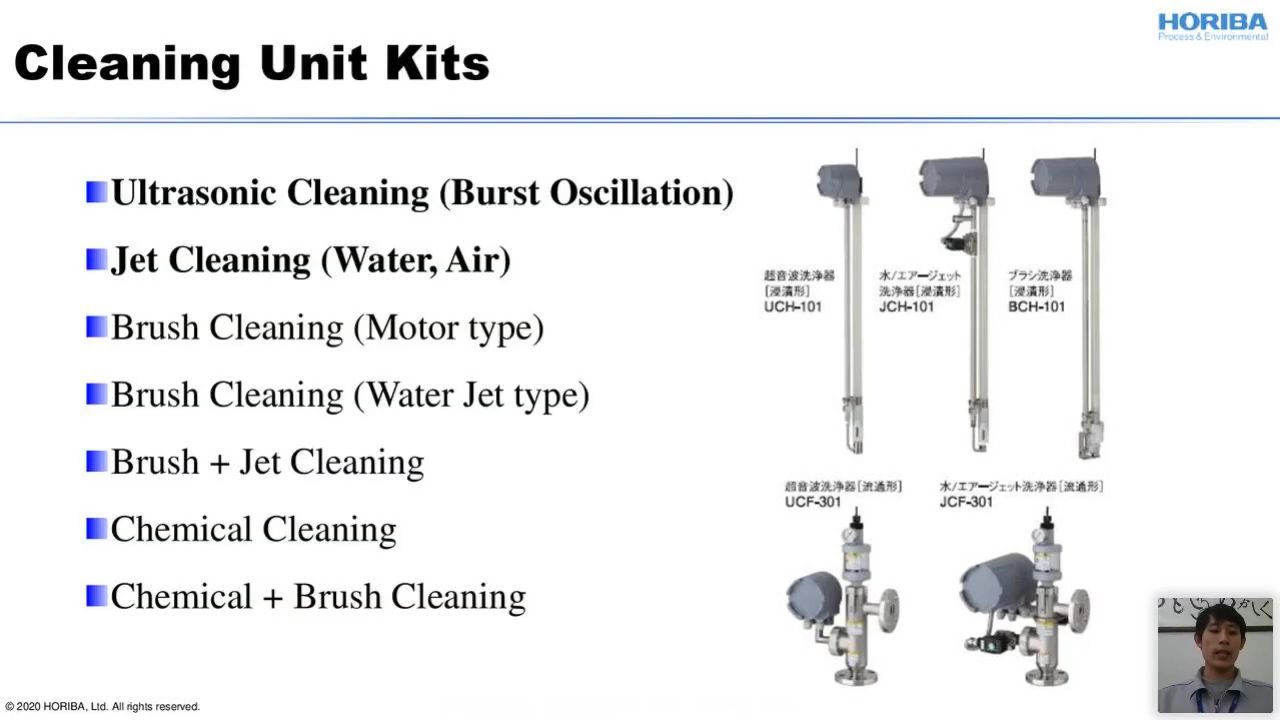 HORIBA
Process & Environmental
Cleaning Unit Kits
Ultrasonic Cleaning (Burst Oscillation)
Jet Cleaning (Water, Air)
Brush Cleaning (Motor type)
Brush Cleaning (Water Jet type)
Brush + Jet Cleaning
Chemical Cleaning
Chemical + Brush Cleaning
超音波洗浄器
[浸漬形]
UCH-101
水/エアージェット
洗浄器[浸漬形]
JCH-101
ブラシ洗浄器
[浸漬形]
BCH-101
超音波洗浄器[流通形]
UCF-301
水/エアージェット洗浄器[流通形]
JCF-301
© 2020 HORIBA, Ltd. All rights reserved.